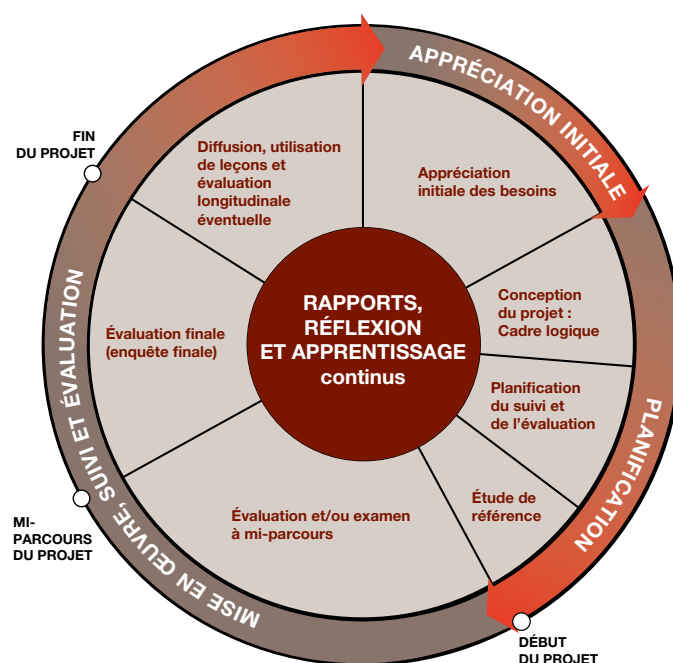 APPRÉCIATION INITIALE
FIN
DU PROJET
Diffusion, utilisation
de leçons et
évaluation
longitudinale
éventuelle
Appréciation
initiale des besoins
RAPPORTS,
RÉFLEXION
ET APPRENTISSAGE
continus
Conception
du projet :
Cadre logique
Évaluation finale
(enquête finale)
Planification
du suivi et
de l’évaluation
PLANIFICATION
Étude de
référence
Évaluation et/ou examen
à mi-parcours
MI-
PARCOURS
DU PROJET
MISE EN ŒUVRE, SUIVI ET ÉVALUATION
DÉBUT
DU PROJET